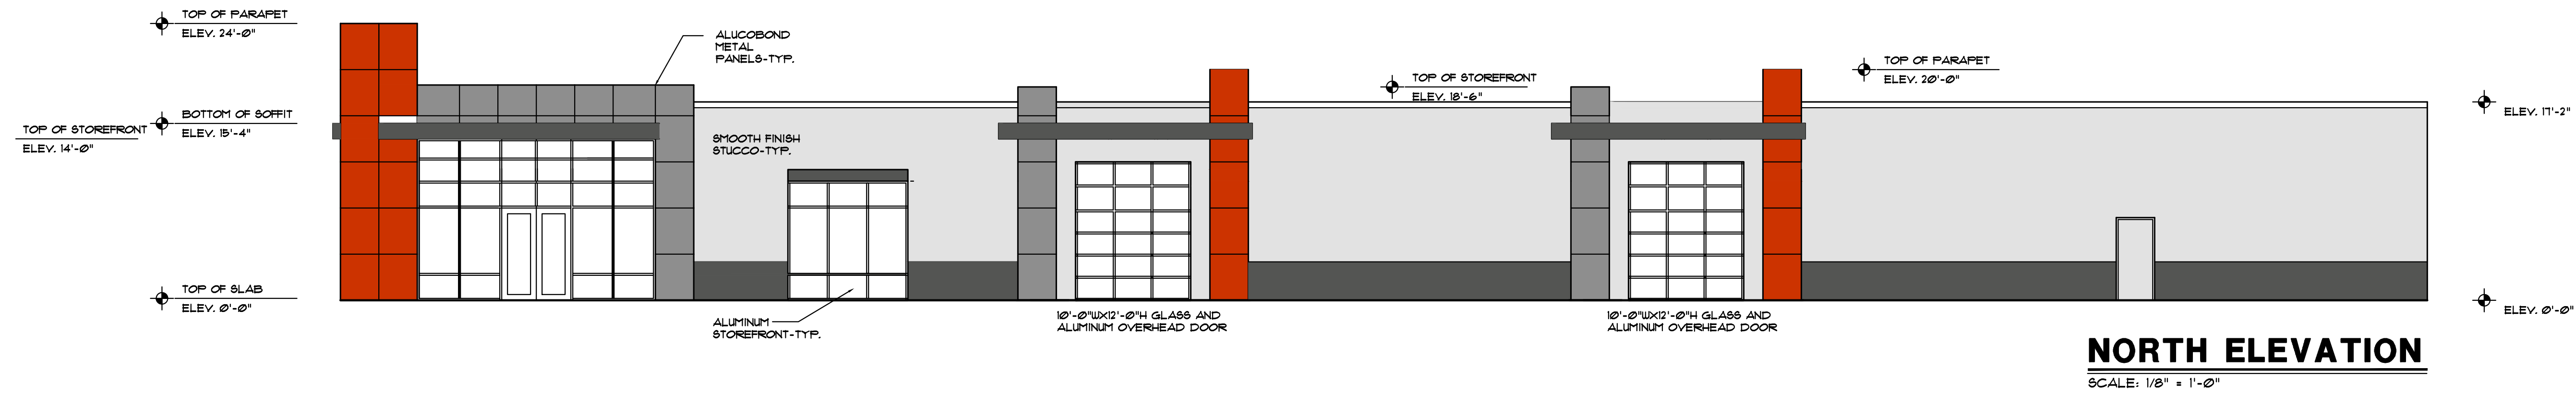 TOP OF PARAPET
ELEV. 24'-0"
BOTTOM OF SOFFIT
ELEV. 15'-4"
TOP OF STOREFRONT
ELEV. 14'-0"
TOP OF SLAB
ELEV. 0'-0"
ALUCOBOND
METAL
PANELS-TYP.
SMOOTH FINISH
STUCCO-TYP.
ALUMINUM
STOREFRONT-TYP.
10'-0"WX12'-0"H GLASS AND
ALUMINUM OVERHEAD DOOR
TOP OF STOREFRONT
ELEV. 18'-6"
10'-0"WX12'-0"H GLASS AND
ALUMINUM OVERHEAD DOOR
TOP OF PARAPET
ELEV. 20'-0"
ELEV. 17'-2"
ELEV. 0'-0"
NORTH ELEVATION
SCALE: 1/8" = 1'-0"